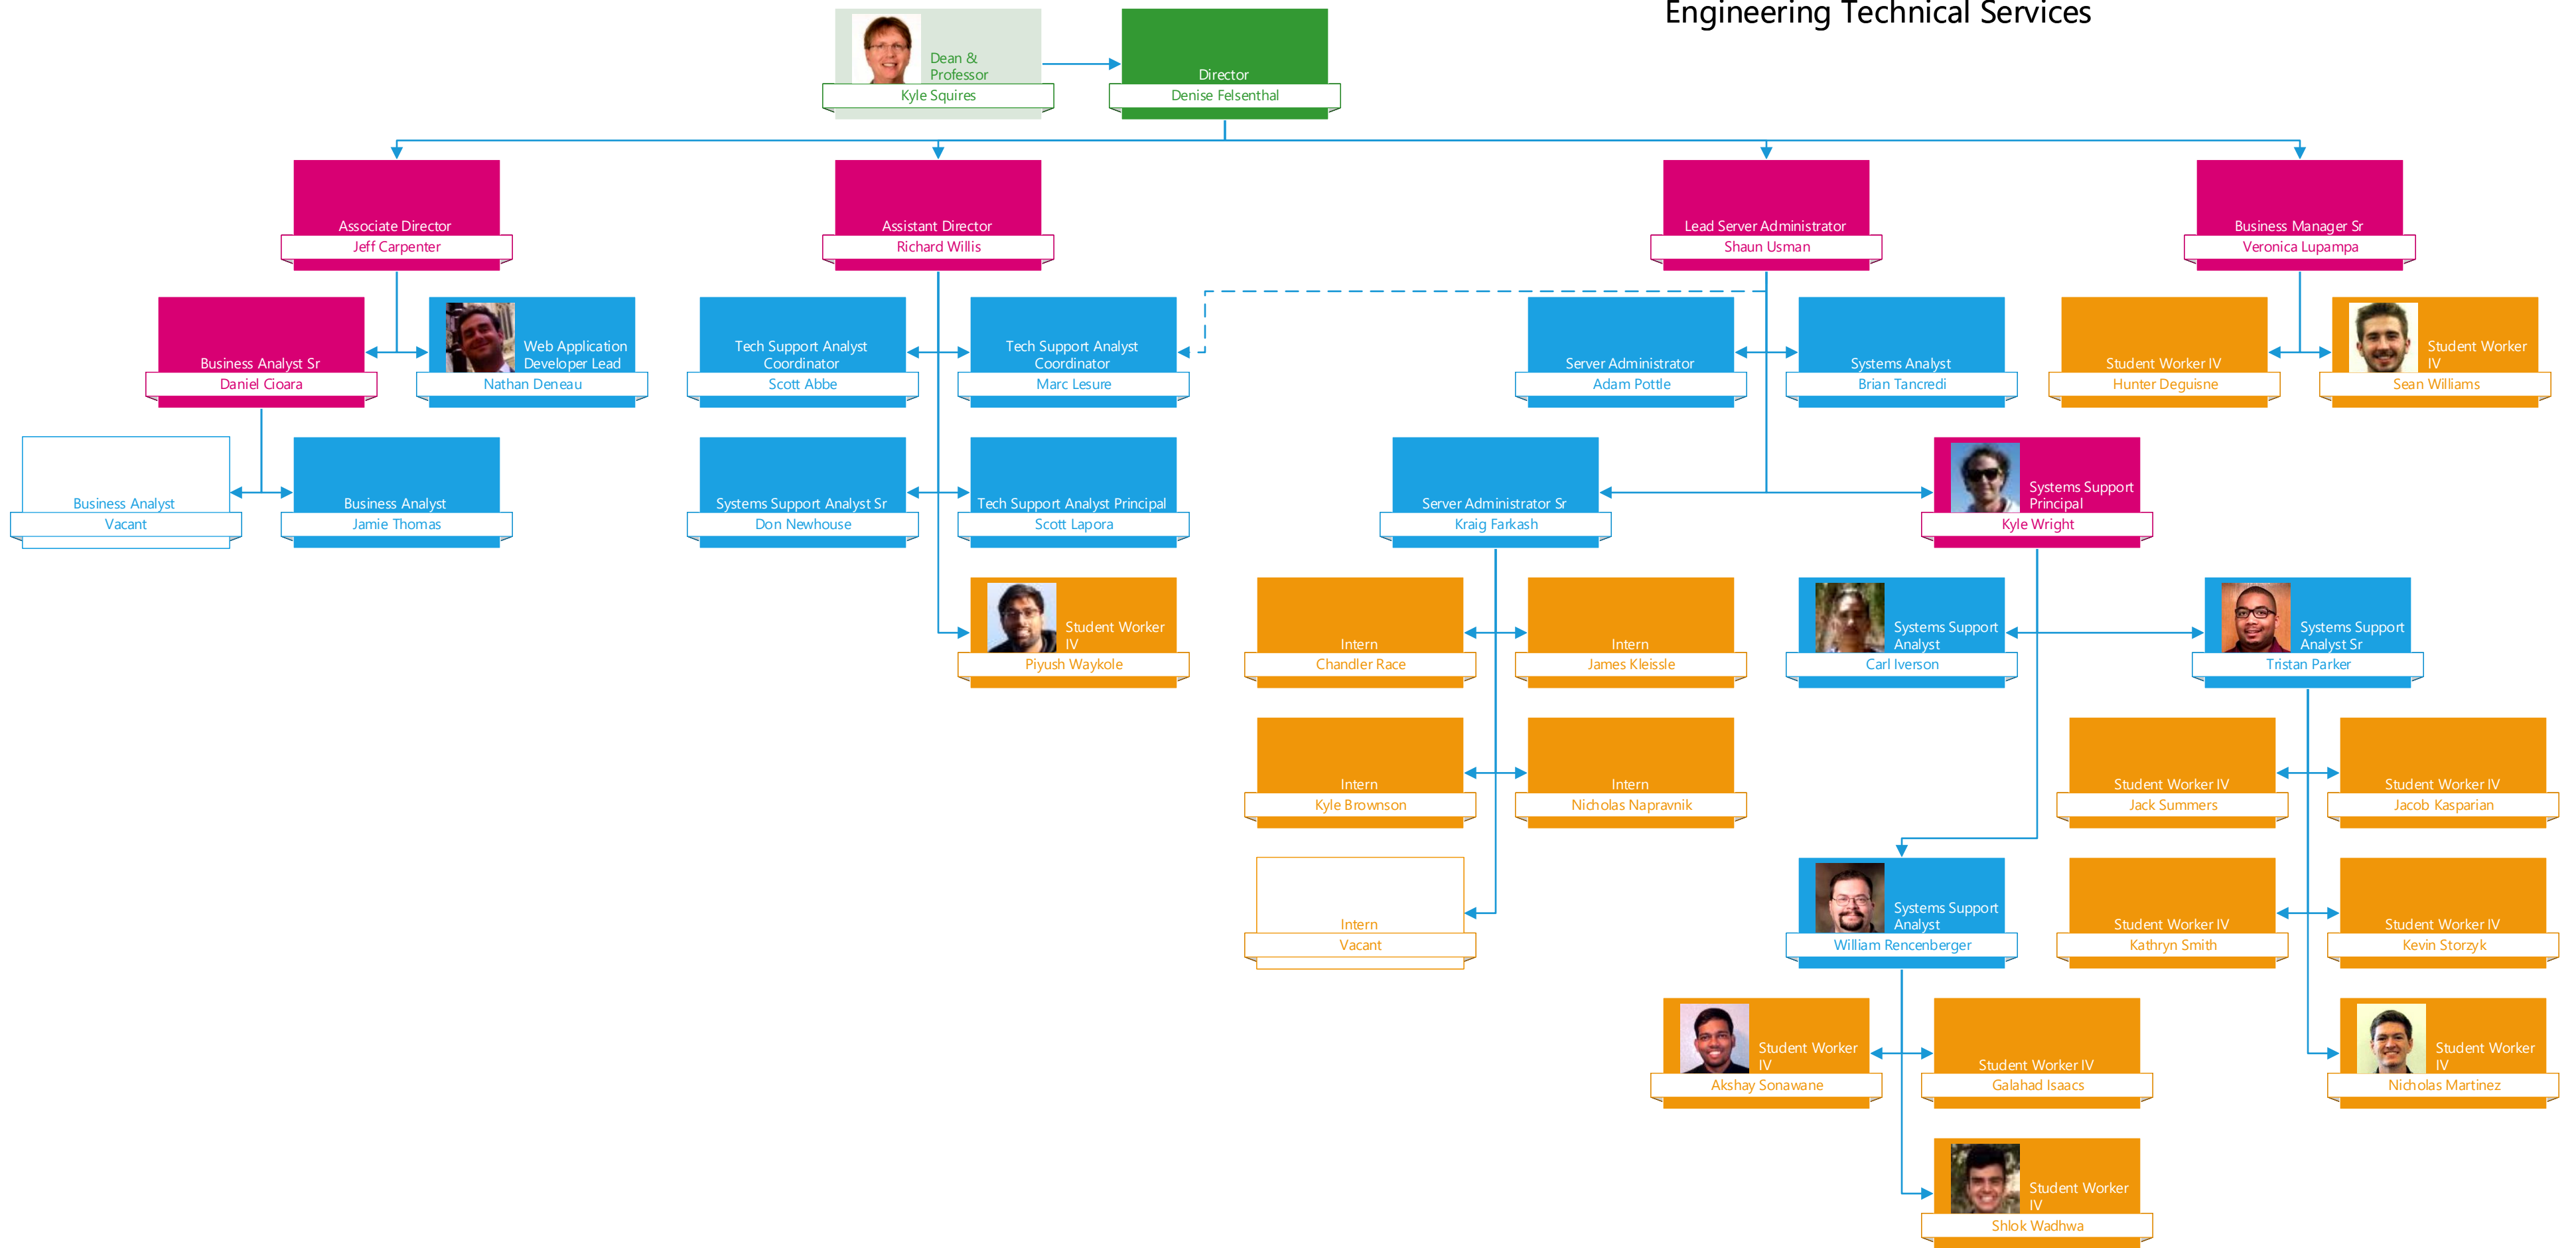 Engineering Technical Services
Dean &
Professor
Kyle Squires
Director
Denise Felsenthal
Associate Director
Jeff Carpenter
Assistant Director
Richard Willis
Lead Server Administrator
Shaun Usman
Business Manager Sr
Veronica Lupampa
Business Analyst Sr
Daniel Cioara
Web Application
Developer Lead
Nathan Deneau
Tech Support Analyst
Coordinator
Scott Abbe
Tech Support Analyst
Coordinator
Marc Lesure
Server Administrator
Adam Pottle
Systems Analyst
Brian Tancredi
Student Worker IV
Hunter Deguisne
Student Worker
IV
Sean Williams
Business Analyst
Vacant
Business Analyst
Jamie Thomas
Systems Support Analyst Sr
Don Newhouse
Tech Support Analyst Principal
Scott Lapora
Server Administrator Sr
Kraig Farkash
Systems Support
Principal
Kyle Wright
Student Worker
IV
Piyush Waykole
Intern
Chandler Race
Intern
James Kleissle
Systems Support
Analyst
Carl Iverson
Systems Support
Analyst Sr
Tristan Parker
Intern
Kyle Brownson
Intern
Nicholas Napravnik
Student Worker IV
Jack Summers
Student Worker IV
Jacob Kasparian
Intern
Vacant
Systems Support
Analyst
William Rencenberger
Student Worker IV
Kathryn Smith
Student Worker IV
Kevin Storzyk
Student Worker
IV
Akshay Sonawane
Student Worker IV
Galahad Isaacs
Student Worker
IV
Nicholas Martinez
Student Worker
IV
Shlok Wadhwa